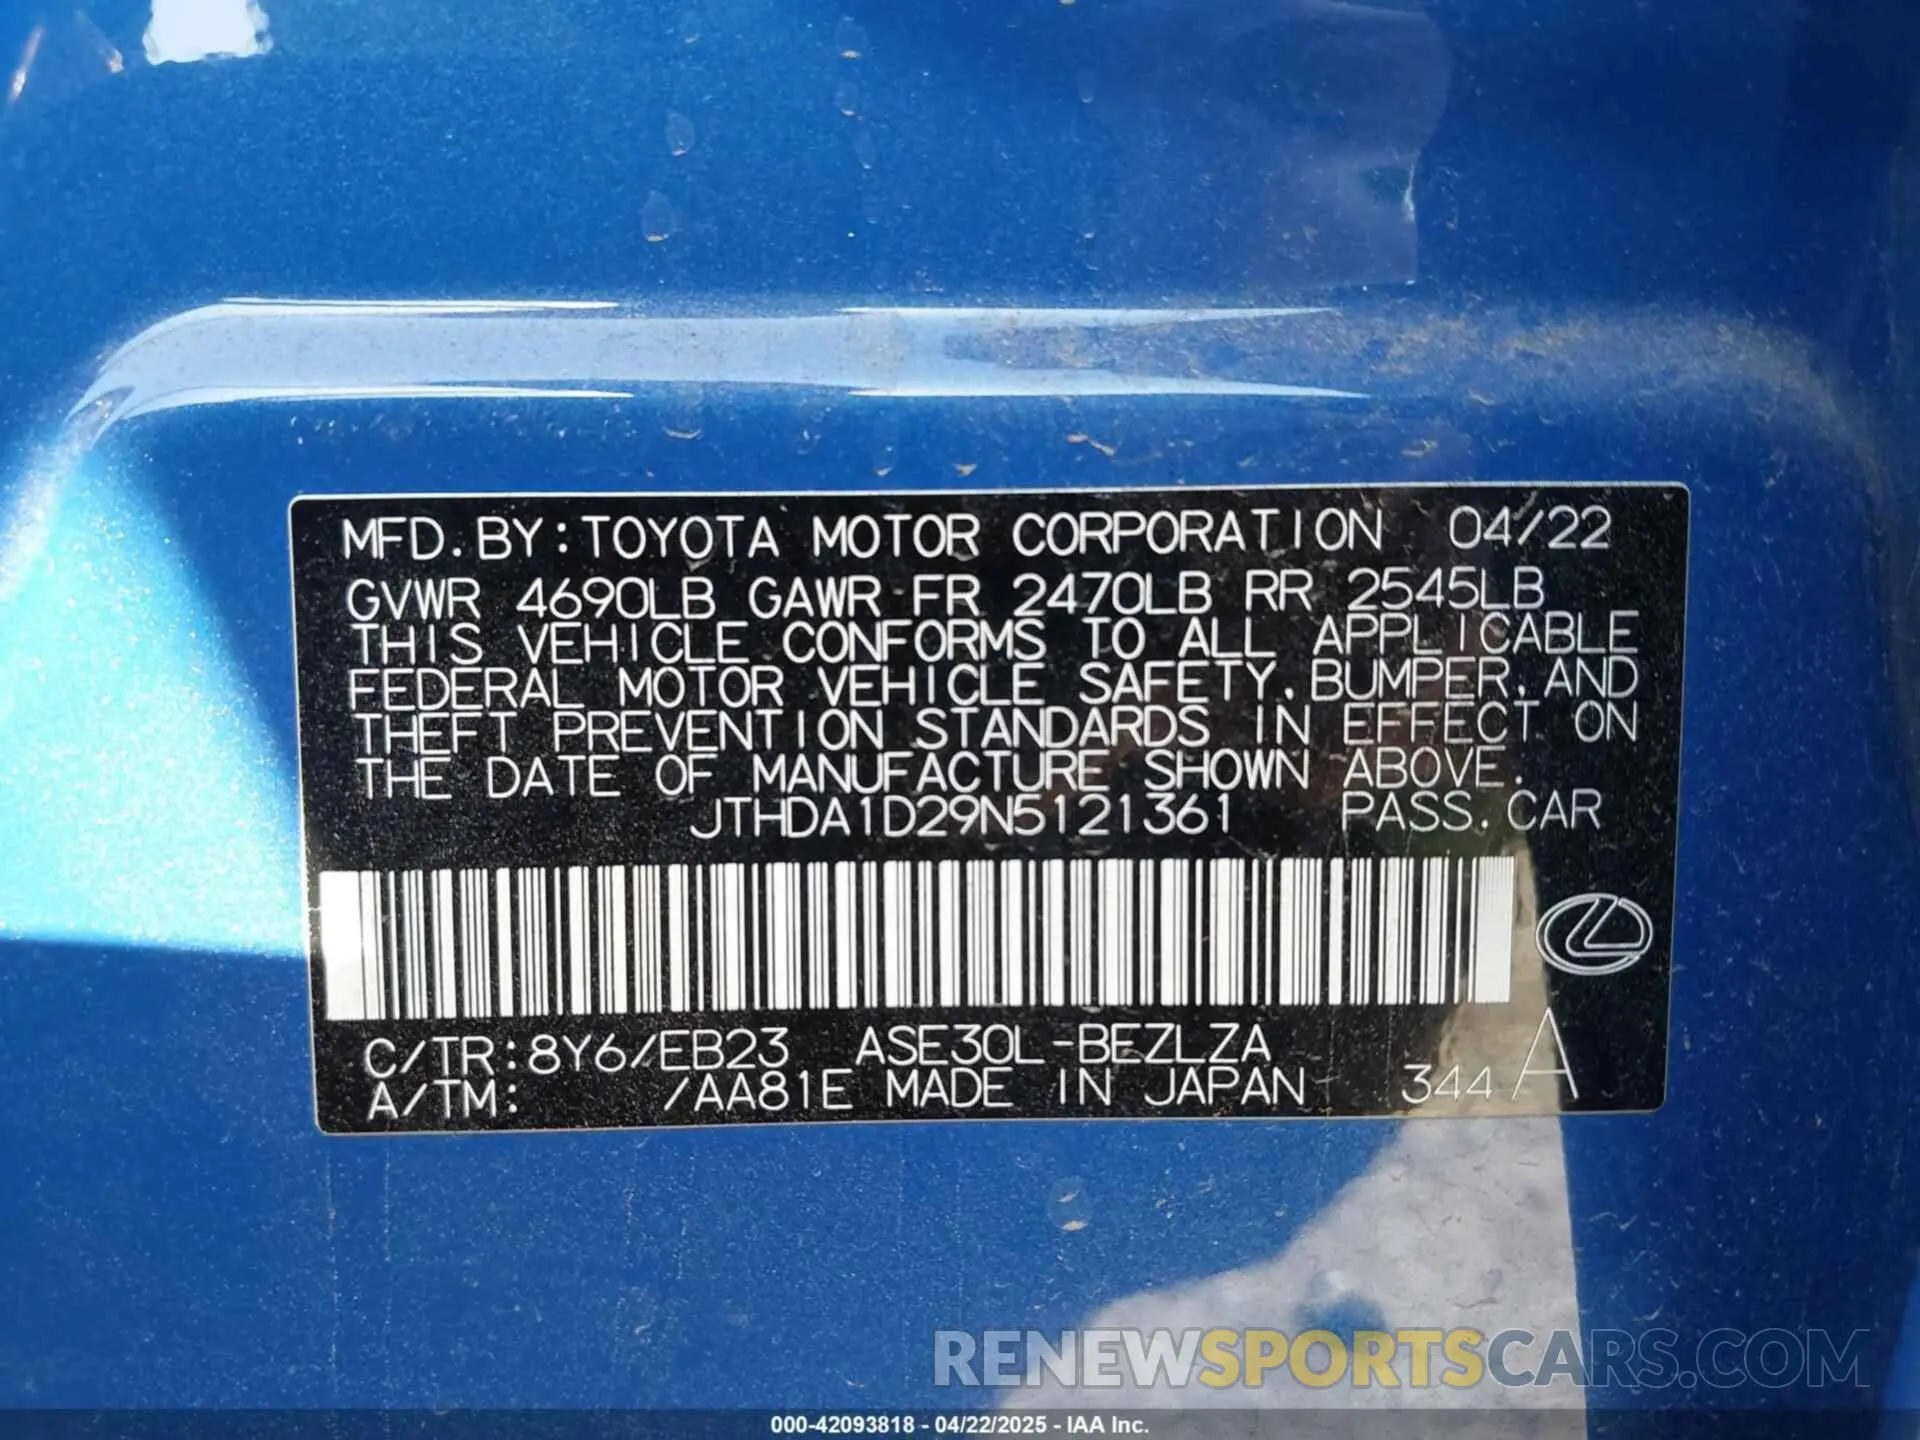 MFD. BY: TOYOTA MOTOR CORPORATION 04/22
GVWR 4690LB GAWR FR 2470LB RR 2545LB
THIS VEHICLE CONFORMS TO ALL APPLICABLE
FEDERAL MOTOR VEHICLE SAFETY, BUMPER, AND
THEFT PREVENTION STANDARDS IN EFFECT ON
THE DATE OF MANUFACTURE SHOWN ABOVE.
JTHDA1D29N5121361 PASS. CAR
C/TR: 8Y6/EB23 ASE30L-BEZLZA
A/TM: /AA81E MADE IN JAPAN 344 A
RENEWSPORTSCARS.COM
000-42093818 - 04/22/2025 - IAA Inc.